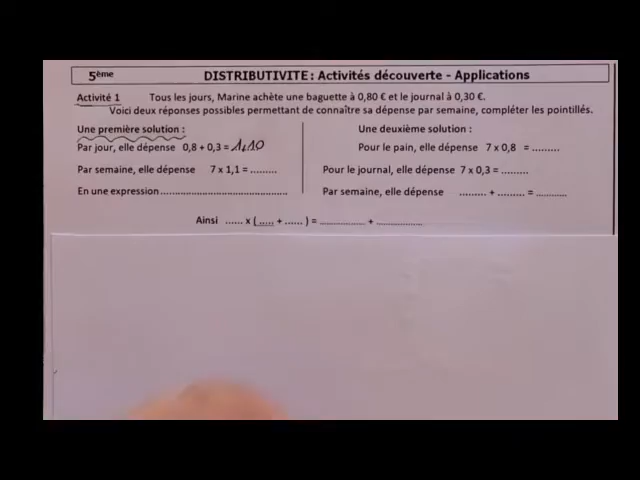 5ème DISTRIBUTIVITE : Activités découverte - Applications
Activité 1 Tous les jours, Marine achète une baguette à 0,80 € et le journal à 0,30 €.
Voici deux réponses possibles permettant de connaître sa dépense par semaine, compléter les pointillés.
Une première solution :
Par jour, elle dépense 0,8 + 0,3 = 1,10
Par semaine, elle dépense 7 x 1,1 = .........
En une expression.......................................
Une deuxième solution :
Pour le pain, elle dépense 7 x 0,8 = .........
Pour le journal, elle dépense 7 x 0,3 = .........
Par semaine, elle dépense ......... + ......... = ..........
Ainsi ...... x ( ..... + ...... ) = ............... + ...............